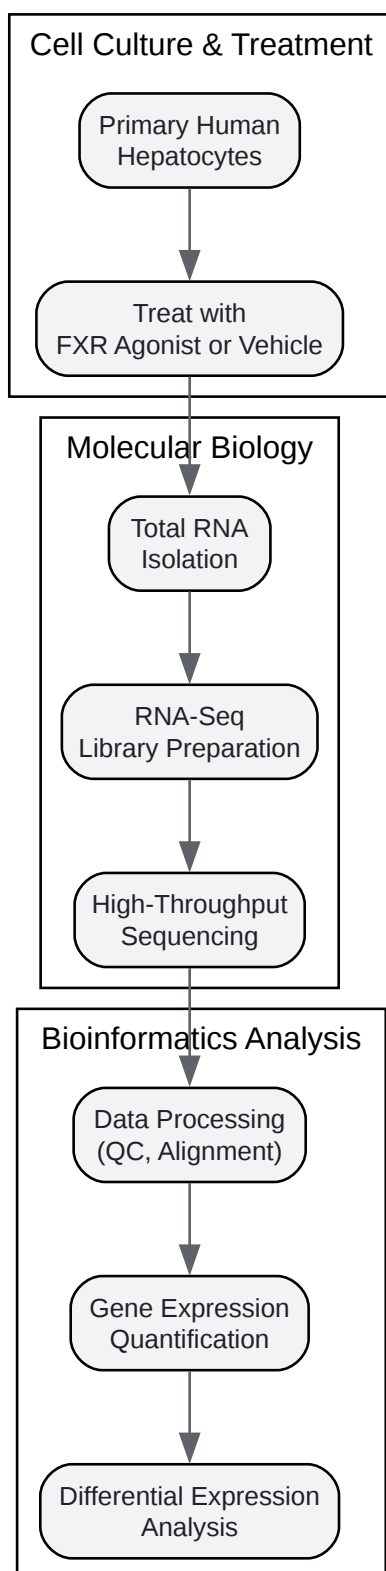 Cell Culture & Treatment
Primary Human
Hepatocytes
Treat with
FXR Agonist or Vehicle
Molecular Biology
Total RNA
Isolation
RNA-Seq
Library Preparation
High-Throughput
Sequencing
Bioinformatics Analysis
Data Processing
(QC, Alignment)
Gene Expression
Quantification
Differential Expression
Analysis